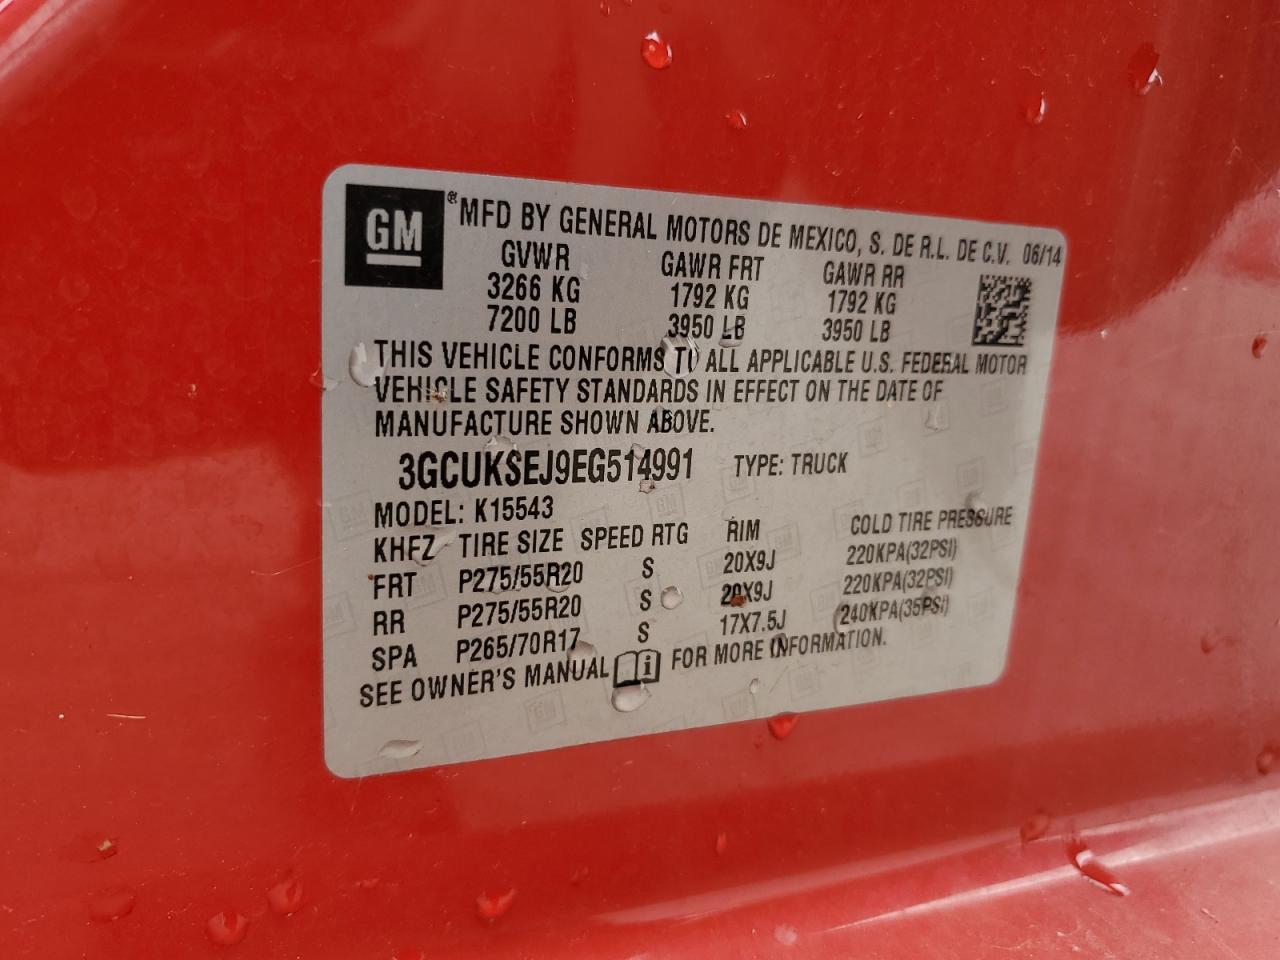 GM ® MFD BY GENERAL MOTORS DE MEXICO, S. DE R.L. DE C.V. 06/14
GVWR GAWR FRT GAWR RR
3266 KG 1792 KG 1792 KG
7200 LB 3950 LB 3950 LB
THIS VEHICLE CONFORMS TO ALL APPLICABLE U.S. FEDERAL MOTOR
VEHICLE SAFETY STANDARDS IN EFFECT ON THE DATE OF
MANUFACTURE SHOWN ABOVE.
3GCUKSEJ9EG514991 TYPE: TRUCK
MODEL: K15543
KHFZ TIRE SIZE SPEED RTG RIM COLD TIRE PRESSURE
FRT P275/55R20 S 20X9J 220KPA(32PSI)
RR P275/55R20 S 20X9J 220KPA(32PSI)
SPA P265/70R17 S 17X7.5J 240KPA(35PSI)
SEE OWNER'S MANUAL i FOR MORE INFORMATION.